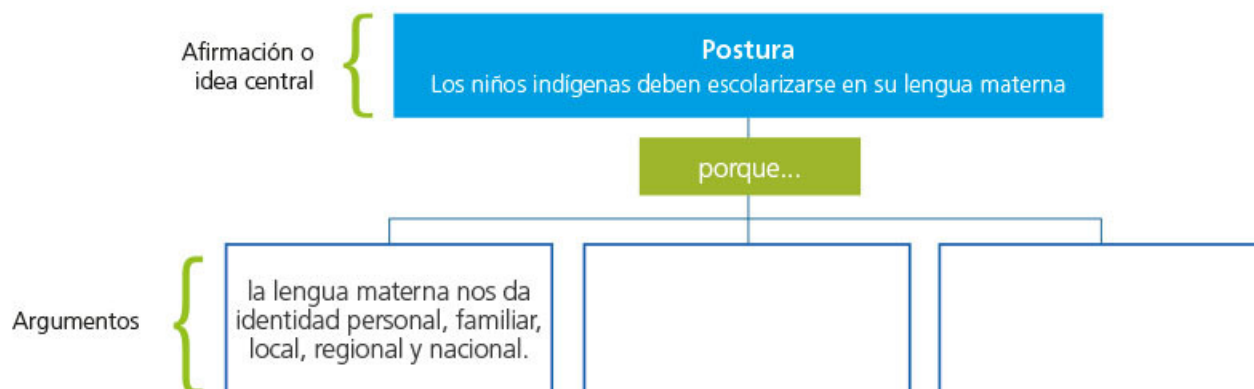 Afirmación o
idea central
Postura
Los niños indígenas deben escolarizarse en su lengua materna
porque...
Argumentos
la lengua materna nos da
identidad personal, familiar,
local, regional y nacional.